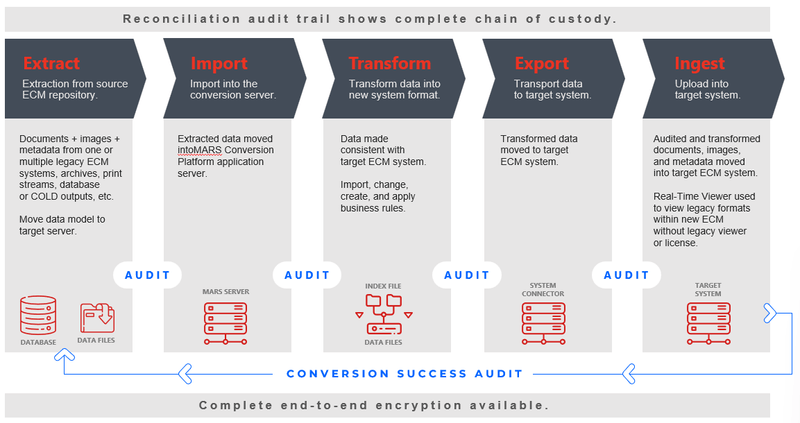 Reconciliation audit trail shows complete chain of custody.
Extract
Extraction from source
ECM repository.
Import
Import into the
conversion server.
Transform
Transform data into
new system format.
Export
Transport data
to target system.
Ingest
Upload into
target system.
Documents + images +
metadata from one or
multiple legacy ECM
systems, archives, print
streams, database
or COLD outputs, etc.
Move data model to
target server.
Extracted data moved
intoMARS Conversion
Platform application
server.
Data made
consistent with
target ECM system.
Import, change,
create, and apply
business rules.
Transformed data
moved to target
ECM system.
Audited and transformed
documents, images,
and metadata moved
into target ECM system.
Real-Time Viewer used
to view legacy formats
within new ECM
without legacy viewer
or license.
AUDIT
AUDIT
AUDIT
AUDIT
DATABASE
DATA FILES
MARS SERVER
INDEX FILE
DATA FILES
SYSTEM
CONNECTOR
TARGET
SYSTEM
CONVERSION SUCCESS AUDIT
Complete end-to-end encryption available.